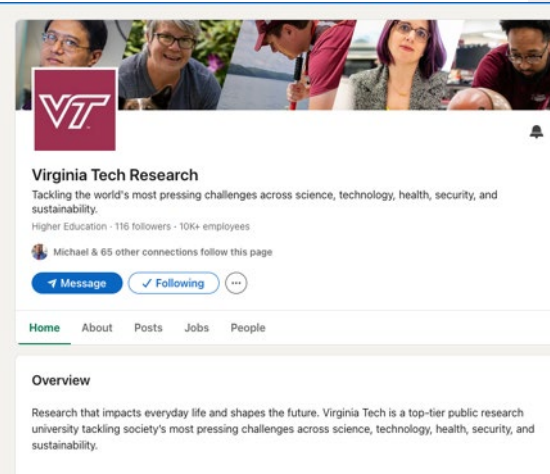 VT
Virginia Tech Research
Tackling the world's most pressing challenges across science, technology, health, security, and
sustainability.
Higher Education · 116 followers · 10K+ employees
Michael & 65 other connections follow this page
Message
Following
Home
About
Posts
Jobs
People
Overview
Research that impacts everyday life and shapes the future. Virginia Tech is a top-tier public research
university tackling society's most pressing challenges across science, technology, health, security, and
sustainability.